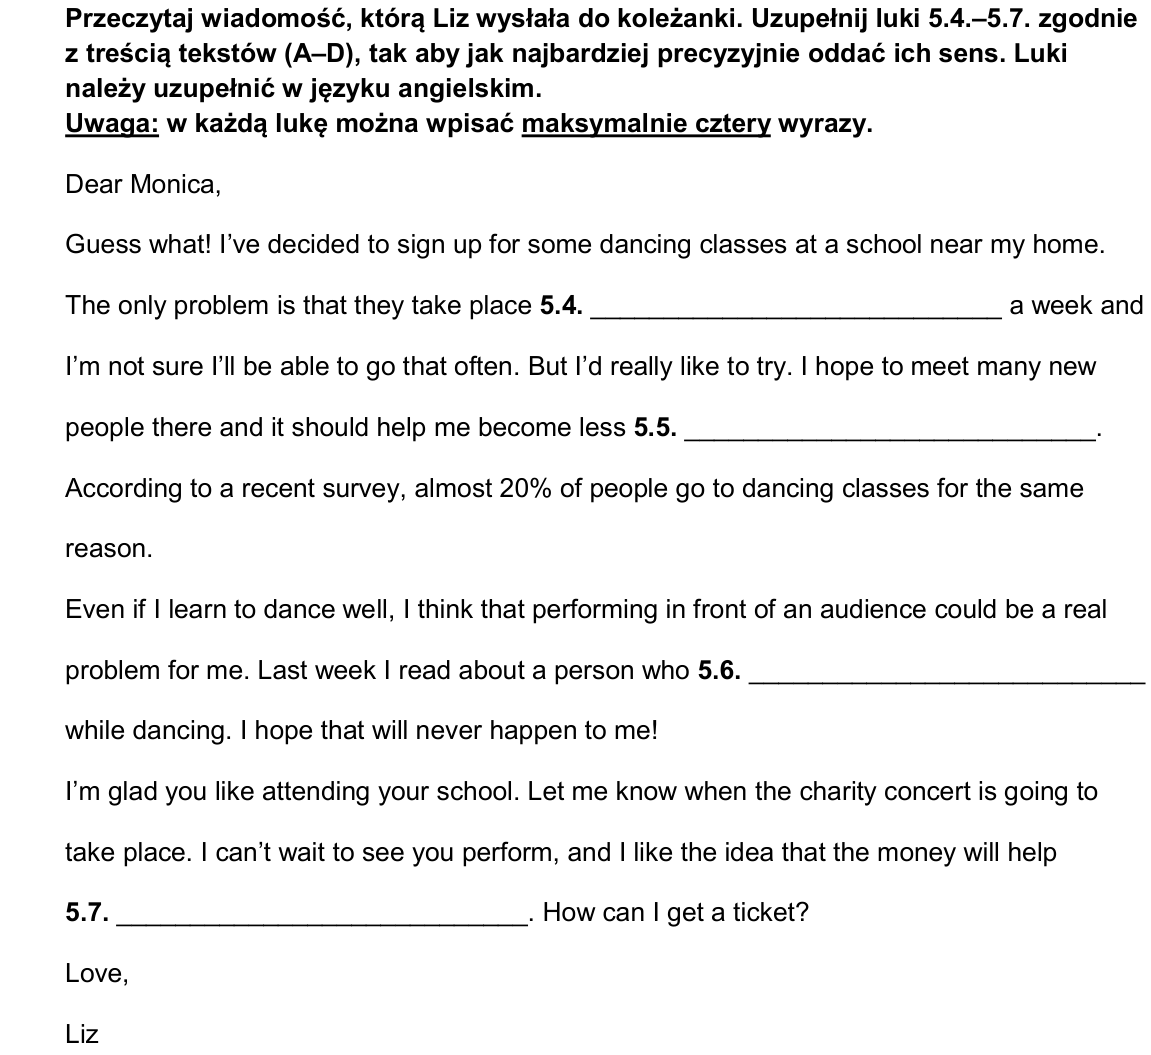 Przeczytaj wiadomość, którą Liz wysłała do koleżanki. Uzupełnij luki 5.4.–5.7. zgodnie
z treścią tekstów (A–D), tak aby jak najbardziej precyzyjnie oddać ich sens. Luki
należy uzupełnić w języku angielskim.
Uwaga: w każdą lukę można wpisać maksymalnie cztery wyrazy.
Dear Monica,
Guess what! I’ve decided to sign up for some dancing classes at a school near my home.
The only problem is that they take place 5.4. ____________________________ a week and
I’m not sure I’ll be able to go that often. But I’d really like to try. I hope to meet many new
people there and it should help me become less 5.5. ____________________________.
According to a recent survey, almost 20% of people go to dancing classes for the same
reason.
Even if I learn to dance well, I think that performing in front of an audience could be a real
problem for me. Last week I read about a person who 5.6. ___________________________
while dancing. I hope that will never happen to me!
I’m glad you like attending your school. Let me know when the charity concert is going to
take place. I can’t wait to see you perform, and I like the idea that the money will help
5.7. ____________________________. How can I get a ticket?
Love,
Liz